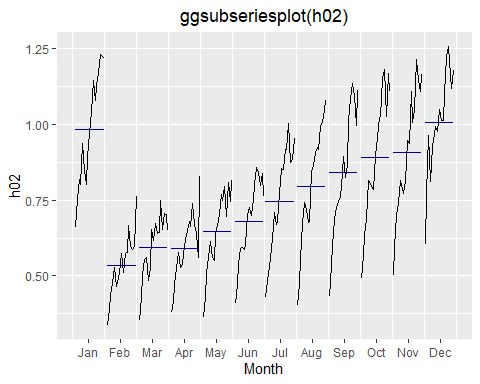 ggsubseriesplot(h02)
1.25
1.00
0.75
0.50
h02
Jan Feb Mar Apr May Jun Jul Aug Sep Oct Nov Dec
Month